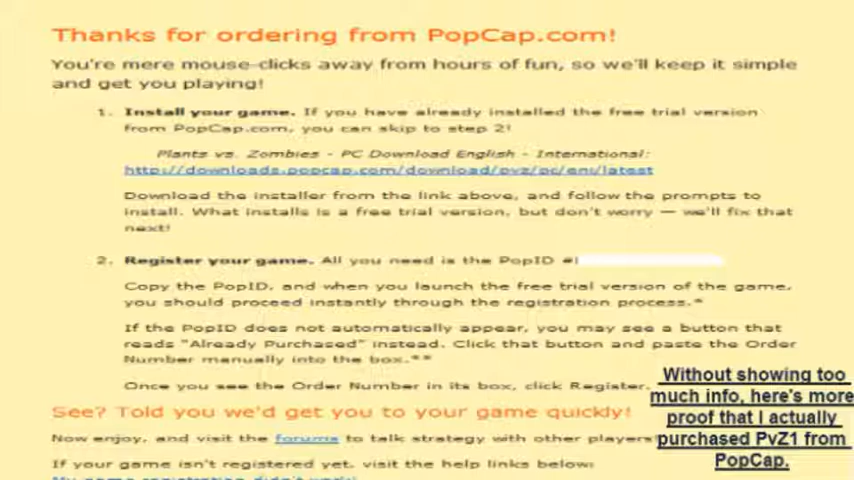 Thanks for ordering from PopCap.com!
You're mere mouse-clicks away from hours of fun, so we'll keep it simple
and get you playing!
1. Install your game. If you have already installed the free trial version
from PopCap.com, you can skip to step 2!
Plants vs. Zombies - PC Download English - International:
http://downloads.popcap.com/download/pvz/pc/en/latest
Download the installer from the link above, and follow the prompts to
install. What installs is a free trial version, but don't worry — we'll fix that
next!
2. Register your game. All you need is the PopID #
Copy the PopID, and when you launch the free trial version of the game,
you should proceed instantly through the registration process.*
If the PopID does not automatically appear, you may see a button that
reads "Already Purchased" instead. Click that button and paste the Order
Number manually into the box.**
Once you see the Order Number in its box, click Register.
See? Told you we'd get you to your game quickly!
Now enjoy, and visit the forums to talk strategy with other players!
If your game isn't registered yet, visit the help links below:
My game registration didn't work!
Without showing too
much info, here's more
proof that I actually
purchased PvZ1 from
PopCap.